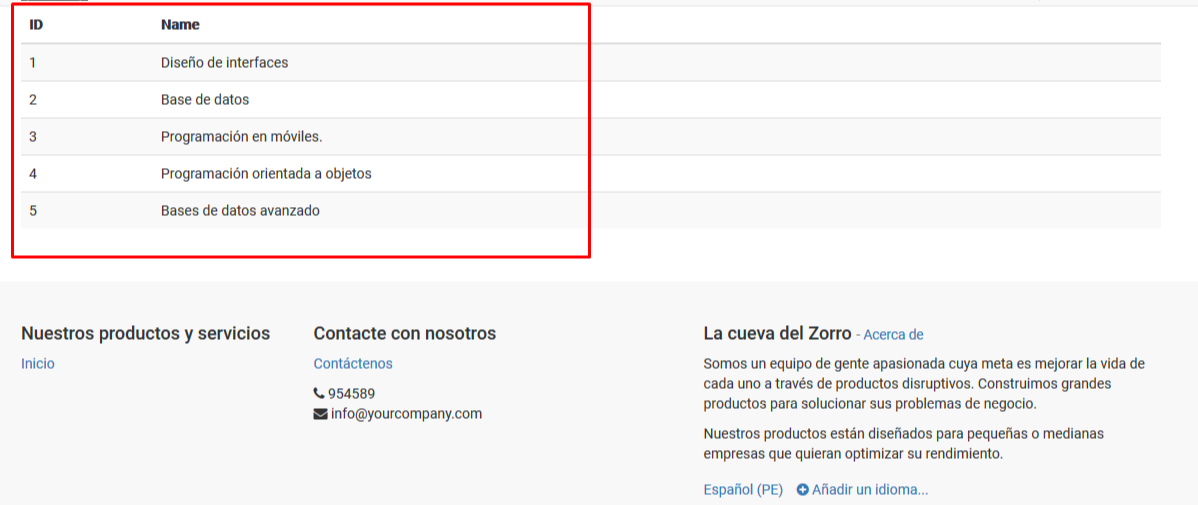 ID Name
1 Diseño de interfaces
2 Base de datos
3 Programación en móviles.
4 Programación orientada a objetos
5 Bases de datos avanzado
Nuestros productos y servicios
Inicio
Contacte con nosotros
Contáctenos
954589
info@yourcompany.com
La cueva del Zorro - Acerca de
Somos un equipo de gente apasionada cuya meta es mejorar la vida de
cada uno a través de productos disruptivos. Construimos grandes
productos para solucionar sus problemas de negocio.
Nuestros productos están diseñados para pequeñas o medianas
empresas que quieran optimizar su rendimiento.
Español (PE) Añadir un idioma...